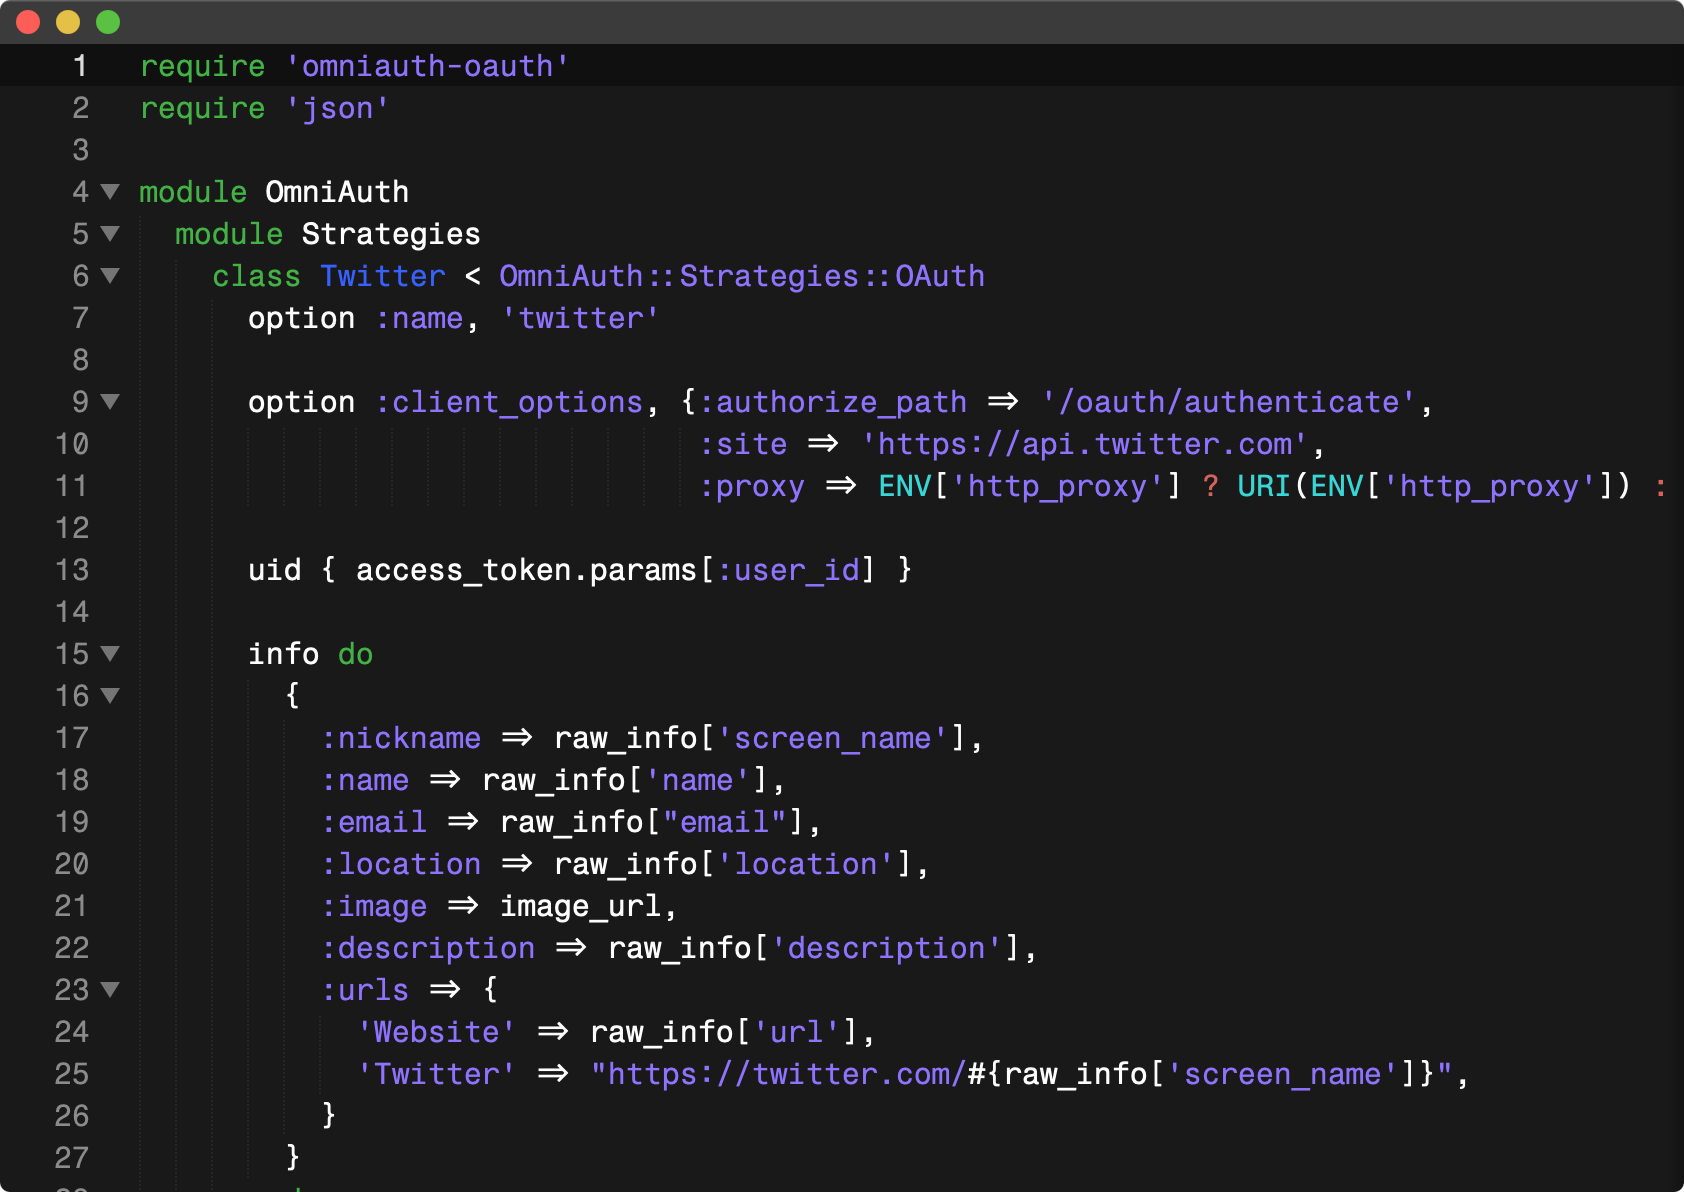 1 require 'omniauth-oauth'
2 require 'json'
3
4 module OmniAuth
5 module Strategies
6 class Twitter < OmniAuth::Strategies::OAuth
7 option :name, 'twitter'
8
9 option :client_options, {:authorize_path => '/oauth/authenticate',
10 :site => 'https://api.twitter.com',
11 :proxy => ENV['http_proxy'] ? URI(ENV['http_proxy']) :
12
13 uid { access_token.params[:user_id] }
14
15 info do
16 {
17 :nickname => raw_info['screen_name'],
18 :name => raw_info['name'],
19 :email => raw_info["email"],
20 :location => raw_info['location'],
21 :image => image_url,
22 :description => raw_info['description'],
23 :urls => {
24 'Website' => raw_info['url'],
25 'Twitter' => "https://twitter.com/#{raw_info['screen_name']}",
26 }
27 }